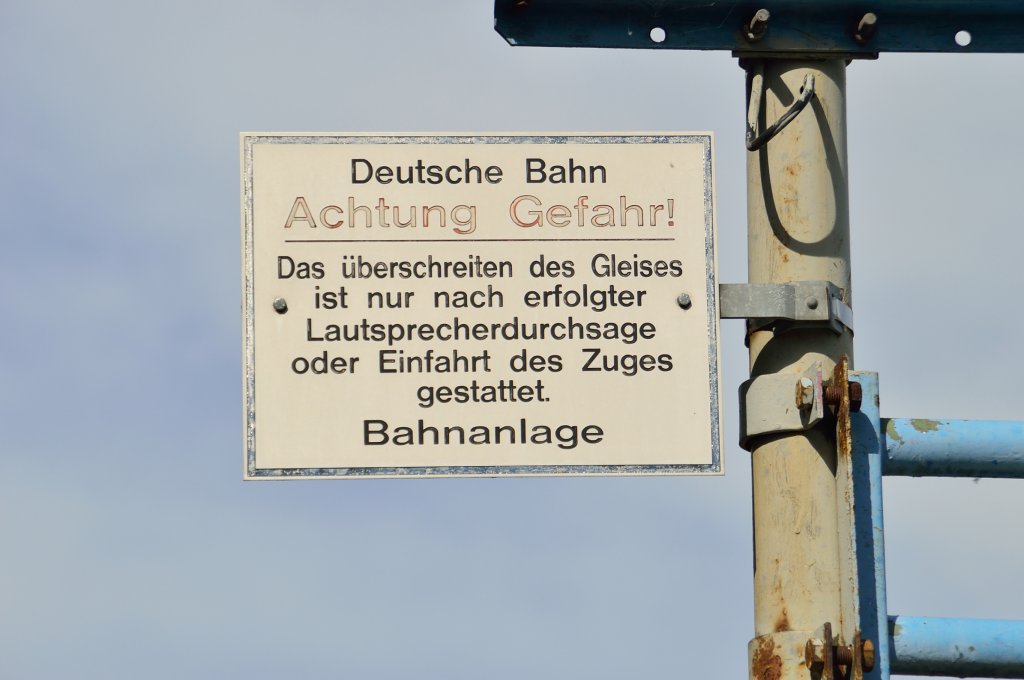 Deutsche Bahn
Achtung Gefahr!
Das überschreiten des Gleises
ist nur nach erfolgter
Lautsprecherdurchsage
oder Einfahrt des Zuges
gestattet.
Bahnanlage